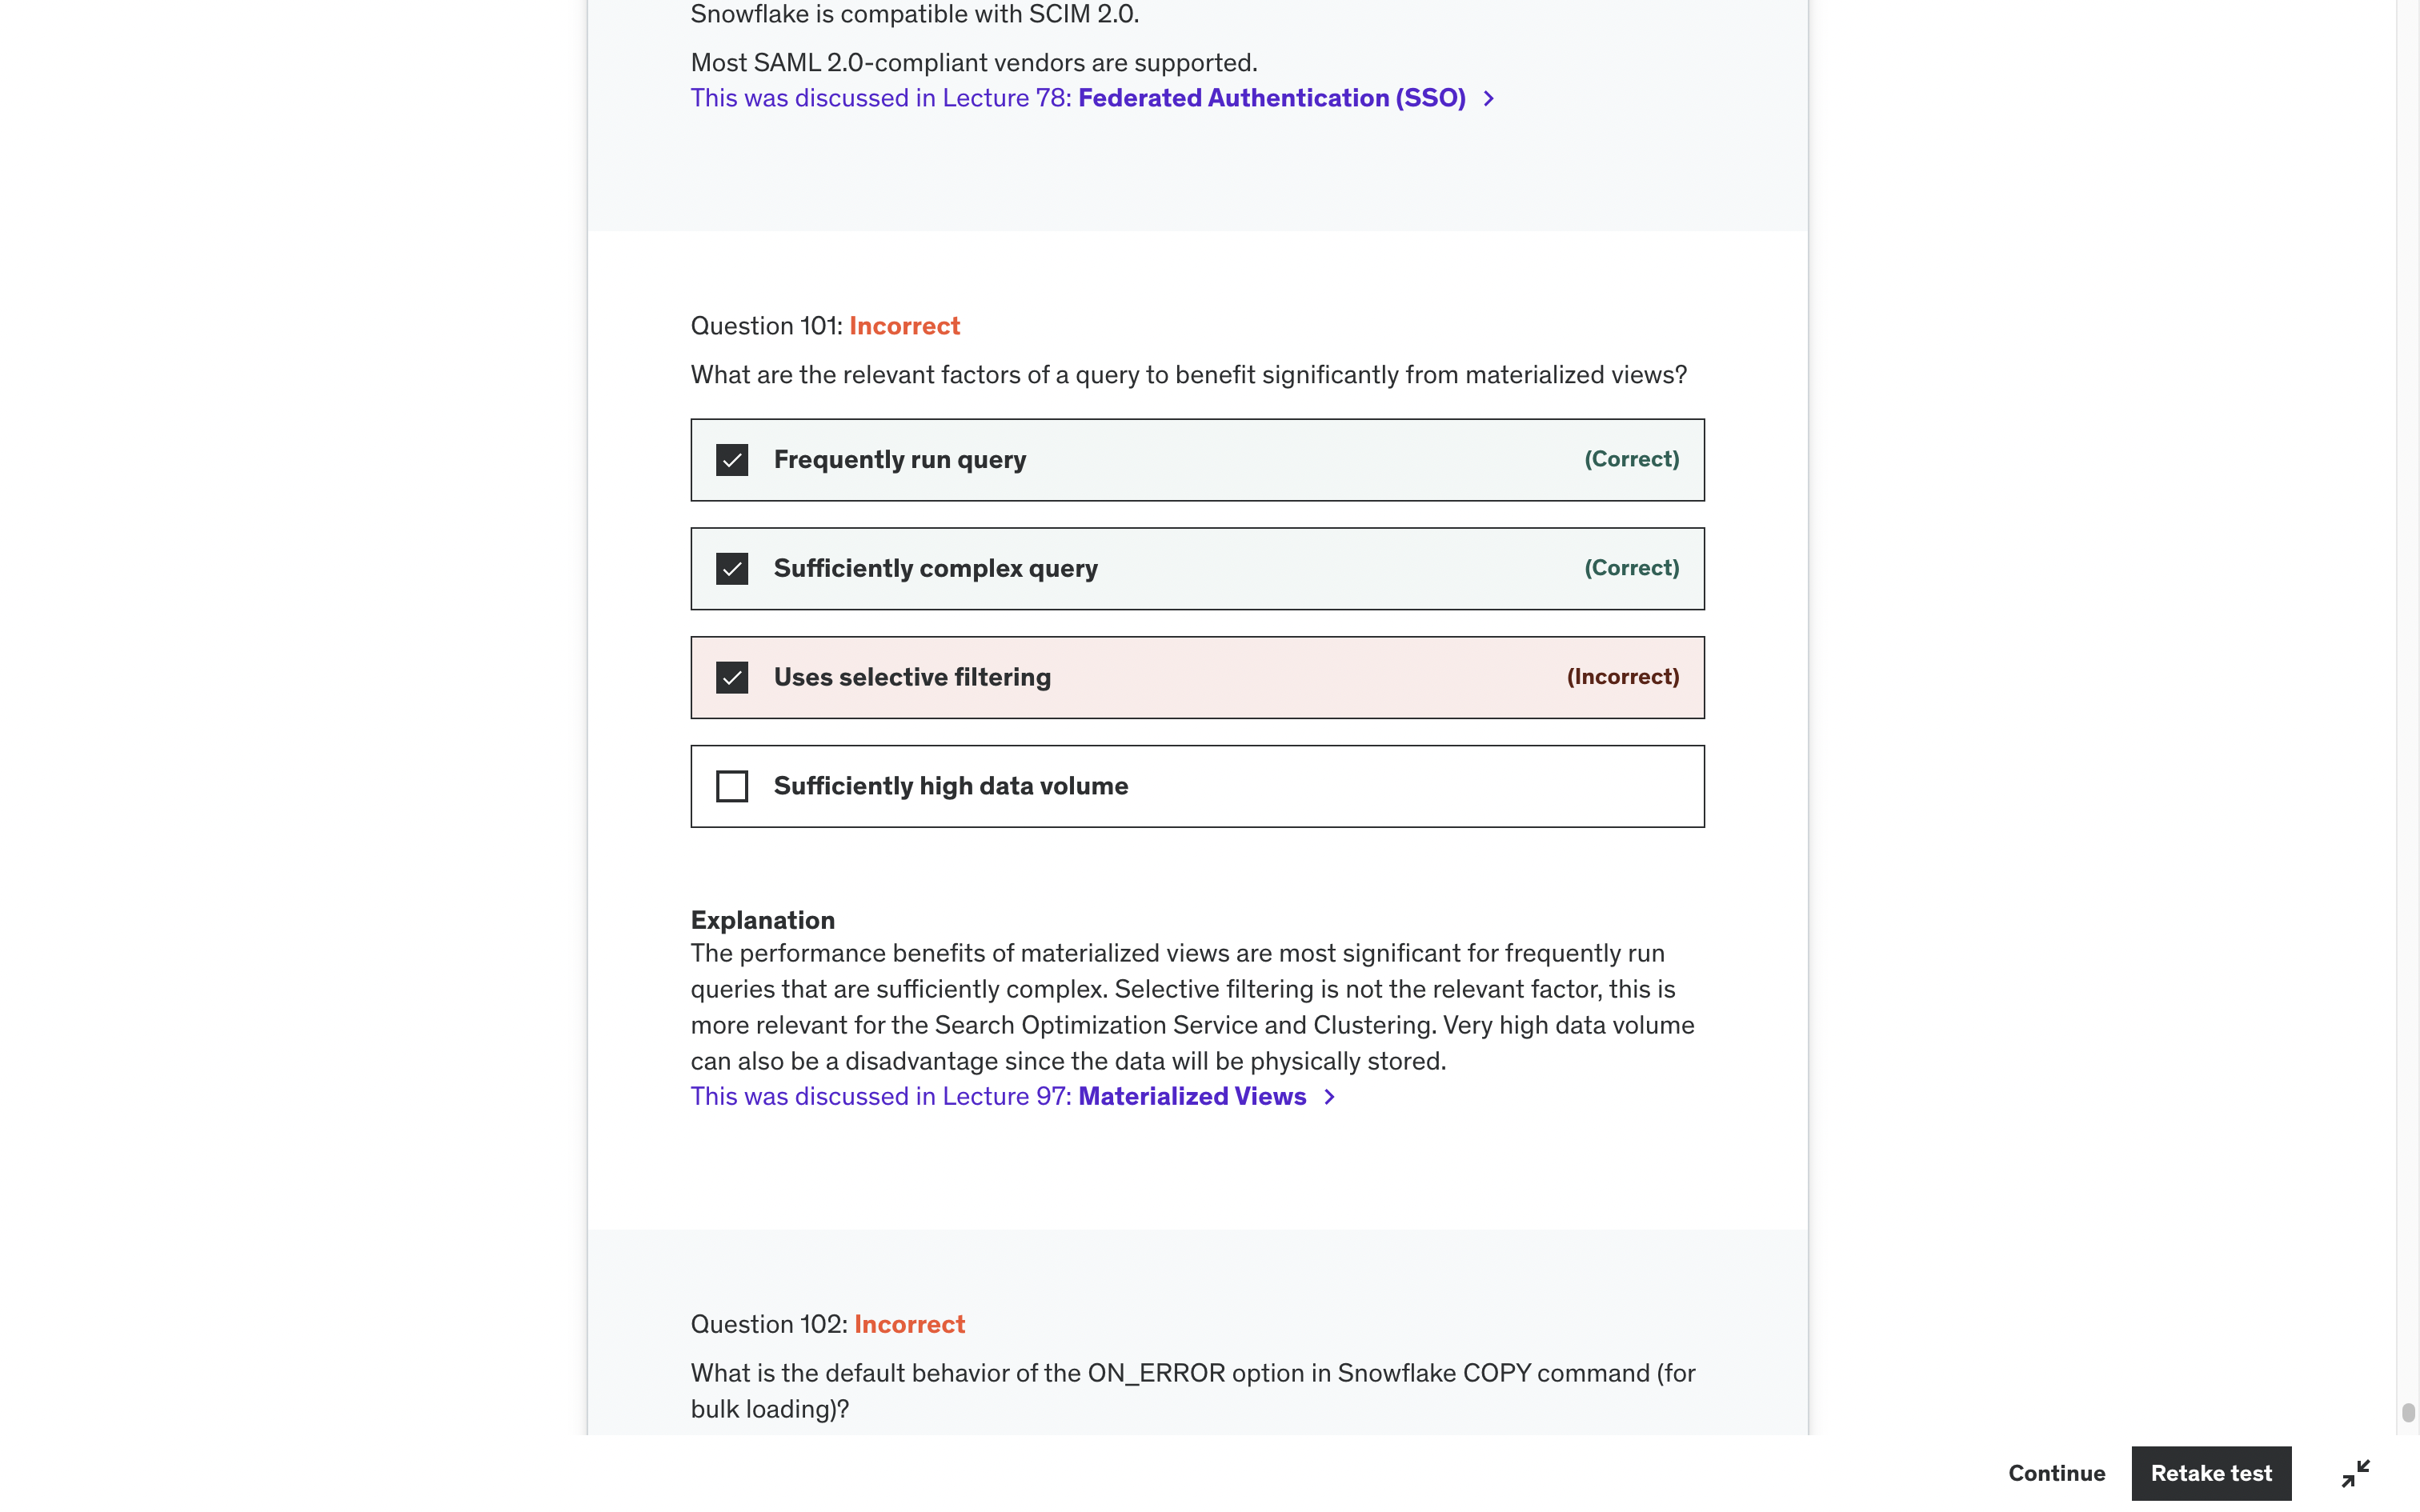 Snowflake is compatible with SCIM 2.0.
Most SAML 2.0-compliant vendors are supported.
This was discussed in Lecture 78: Federated Authentication (SSO)
Question 101: Incorrect
What are the relevant factors of a query to benefit significantly from materialized views?
Frequently run query (Correct)
Sufficiently complex query (Correct)
Uses selective filtering (Incorrect)
Sufficiently high data volume
Explanation
The performance benefits of materialized views are most significant for frequently run
queries that are sufficiently complex. Selective filtering is not the relevant factor, this is
more relevant for the Search Optimization Service and Clustering. Very high data volume
can also be a disadvantage since the data will be physically stored.
This was discussed in Lecture 97: Materialized Views
Question 102: Incorrect
What is the default behavior of the ON_ERROR option in Snowflake COPY command (for
bulk loading)?
Continue Retake test